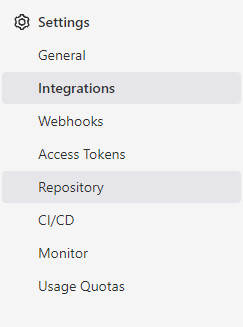 Settings
General
Integrations
Webhooks
Access Tokens
Repository
CI/CD
Monitor
Usage Quotas